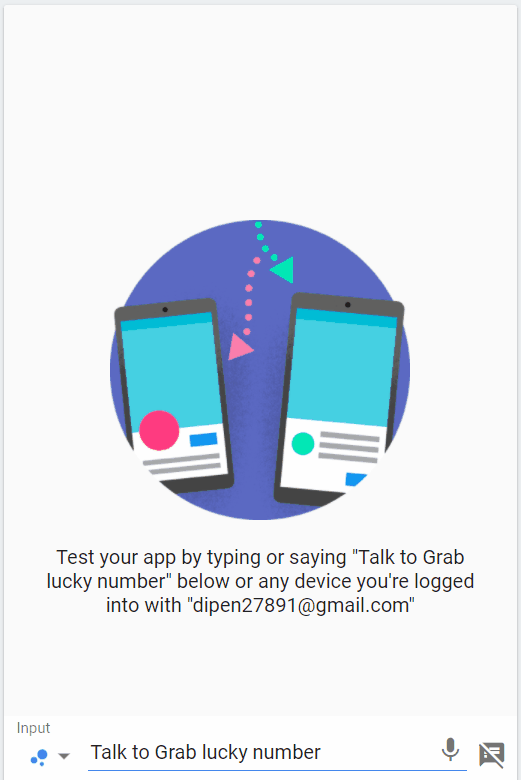 Test your app by typing or saying "Talk to Grab
lucky number" below or any device you're logged
into with "dipen27891@gmail.com"
Input
Talk to Grab lucky number